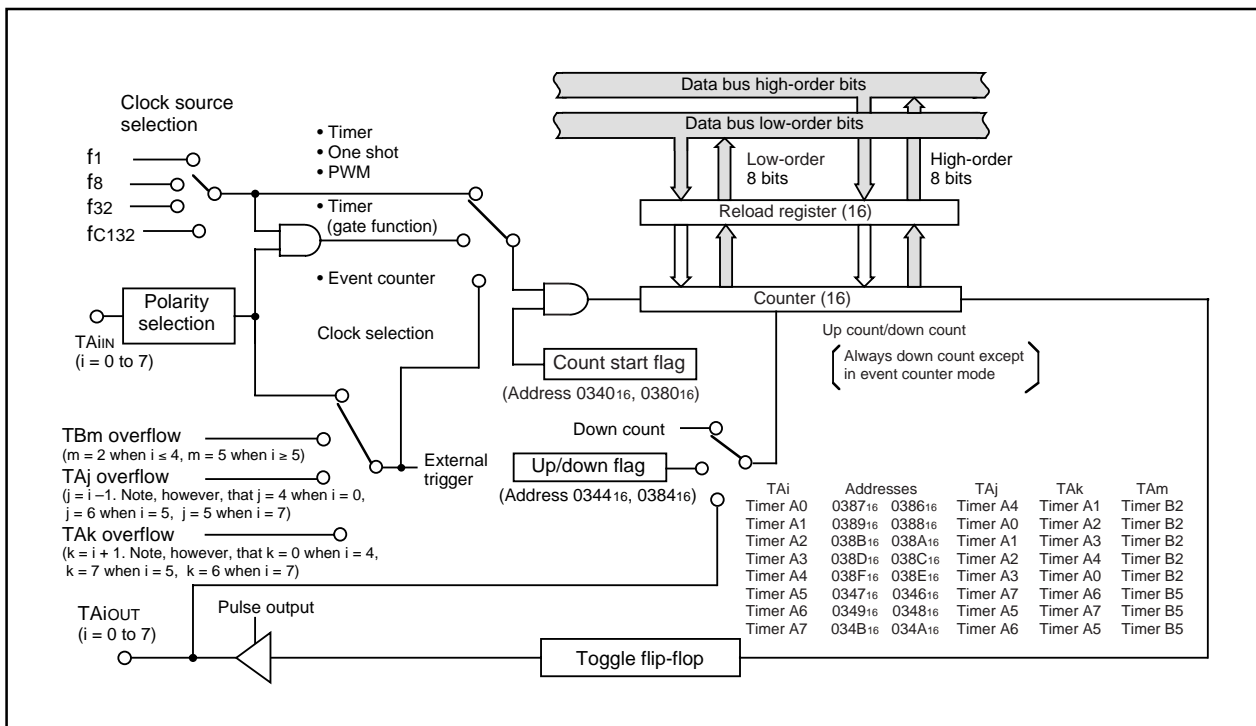 Clock source
selection
f1
f8
f32
fC132
• Timer
• One shot
• PWM
• Timer
(gate function)
• Event counter
Clock selection
Polarity
selection
TAiIN
(i = 0 to 7)
Data bus high-order bits
Data bus low-order bits
Low-order
8 bits
High-order
8 bits
Reload register (16)
Counter (16)
Up count/down count
Always down count except
in event counter mode
Count start flag
(Address 034016, 038016)
TBm overflow
(m = 2 when i ≤ 4, m = 5 when i ≥ 5)
TAj overflow
(j = i –1. Note, however, that j = 4 when i = 0,
j = 6 when i = 5, j = 5 when i = 7)
TAk overflow
(k = i + 1. Note, however, that k = 0 when i = 4,
k = 7 when i = 5, k = 6 when i = 7)
External
trigger
Down count
Up/down flag
(Address 034416, 038416)
TAi Addresses TAj TAk TAm
Timer A0 038716 038616 Timer A4 Timer A1 Timer B2
Timer A1 038916 038816 Timer A0 Timer A2 Timer B2
Timer A2 038B16 038A16 Timer A1 Timer A3 Timer B2
Timer A3 038D16 038C16 Timer A2 Timer A4 Timer B2
Timer A4 038F16 038E16 Timer A3 Timer A0 Timer B2
Timer A5 034716 034616 Timer A7 Timer A6 Timer B5
Timer A6 034916 034816 Timer A5 Timer A7 Timer B5
Timer A7 034B16 034A16 Timer A6 Timer A5 Timer B5
TAiOUT
(i = 0 to 7)
Pulse output
Toggle flip-flop